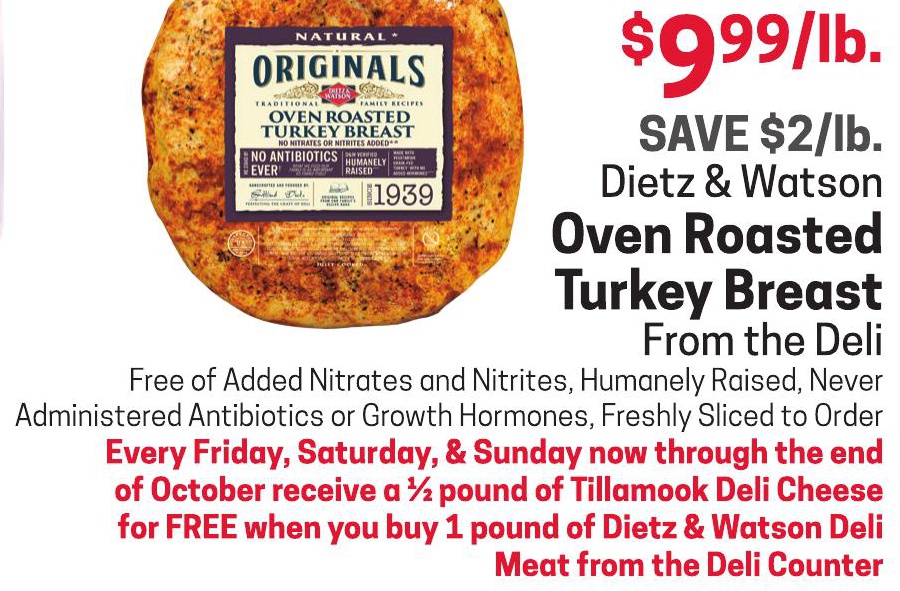 $9.99/lb.
SAVE $2/lb.
Dietz & Watson
Oven Roasted
Turkey Breast
From the Deli
Free of Added Nitrates and Nitrites, Humanely Raised, Never
Administered Antibiotics or Growth Hormones, Freshly Sliced to Order
Every Friday, Saturday, & Sunday now through the end
of October receive a ½ pound of Tillamook Deli Cheese
for FREE when you buy 1 pound of Dietz & Watson Deli
Meat from the Deli Counter
NATURAL*
ORIGINALS
DIETZ & WATSON
TRADITIONAL FAMILY RECIPES
OVEN ROASTED
TURKEY BREAST
NO NITRATES OR NITRITES ADDED**
NO ANTIBIOTICS
EVER
HUMANELY
RAISED
SINCE 1939
FULLY COOKED